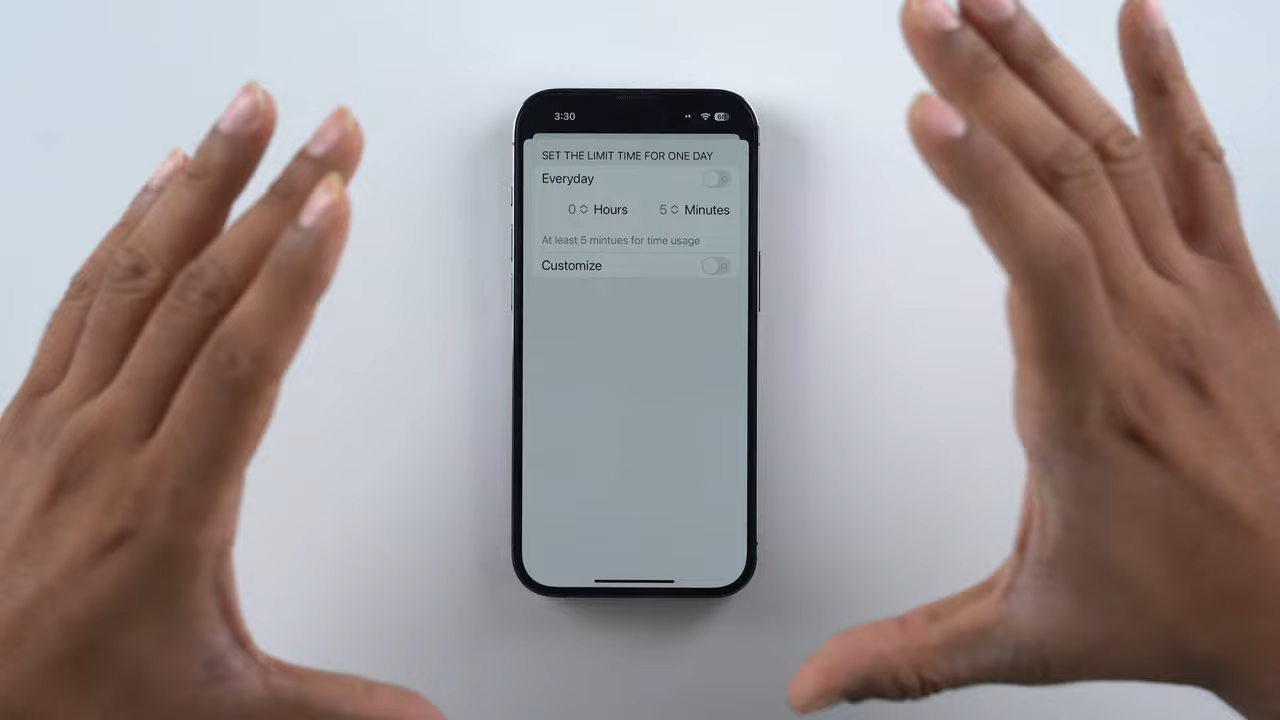 3:30 68
SET THE LIMIT TIME FOR ONE DAY
Everyday
0 Hours 5 Minutes
At least 5 mintues for time usage
Customize